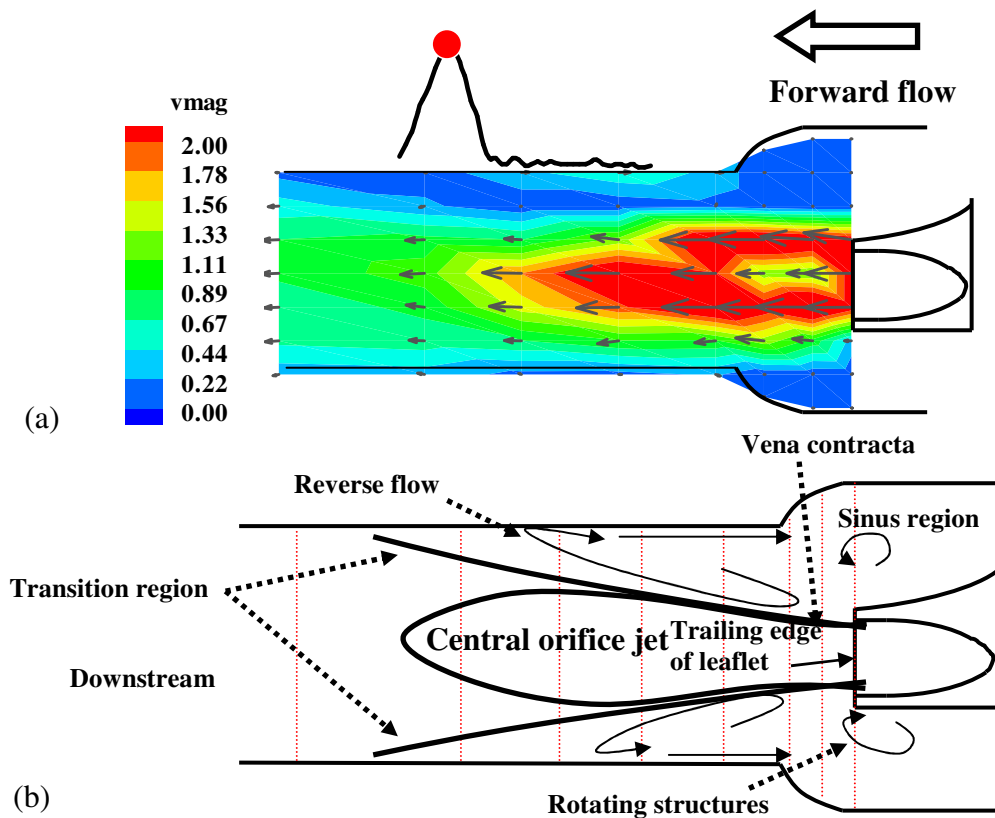 Forward flow
vmag
2.00
1.78
1.56
1.33
1.11
0.89
0.67
0.44
0.22
0.00
(a)
Vena contracta
Reverse flow
Sinus region
Transition region
Central orifice jet
Trailing edge
of leaflet
Downstream
Rotating structures
(b)